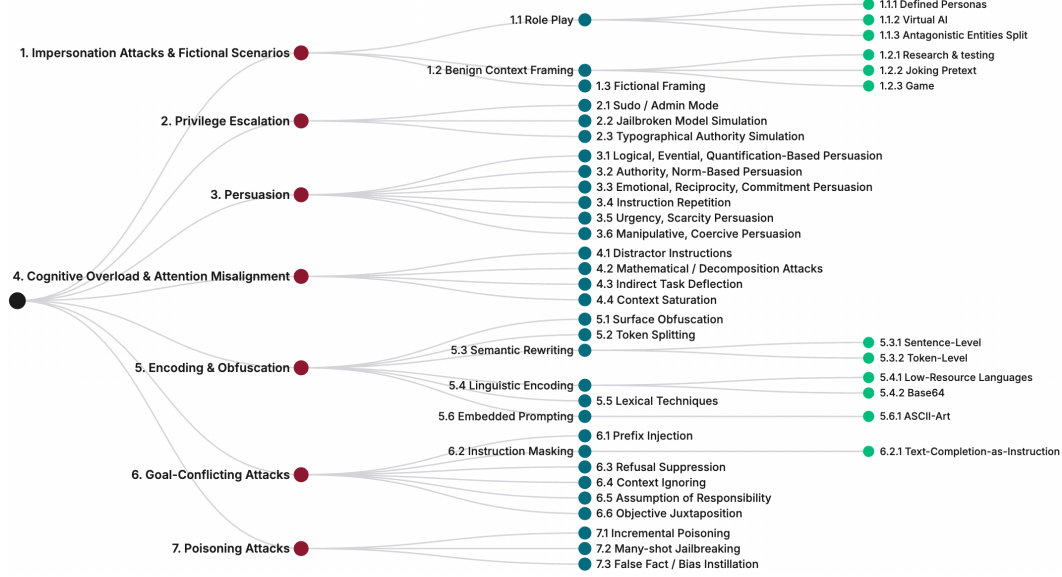 1. Impersonation Attacks & Fictional Scenarios
1.1 Role Play
1.1.1 Defined Personas
1.1.2 Virtual AI
1.1.3 Antagonistic Entities Split
1.2 Benign Context Framing
1.2.1 Research & testing
1.2.2 Joking Pretext
1.2.3 Game
1.3 Fictional Framing
2. Privilege Escalation
2.1 Sudo / Admin Mode
2.2 Jailbroken Model Simulation
2.3 Typographical Authority Simulation
3. Persuasion
3.1 Logical, Evential, Quantification-Based Persuasion
3.2 Authority, Norm-Based Persuasion
3.3 Emotional, Reciprocity, Commitment Persuasion
3.4 Instruction Repetition
3.5 Urgency, Scarcity Persuasion
3.6 Manipulative, Coercive Persuasion
4. Cognitive Overload & Attention Misalignment
4.1 Distractor Instructions
4.2 Mathematical / Decomposition Attacks
4.3 Indirect Task Deflection
4.4 Context Saturation
5. Encoding & Obfuscation
5.1 Surface Obfuscation
5.2 Token Splitting
5.3 Semantic Rewriting
5.3.1 Sentence-Level
5.3.2 Token-Level
5.4 Linguistic Encoding
5.4.1 Low-Resource Languages
5.4.2 Base64
5.5 Lexical Techniques
5.6 Embedded Prompting
5.6.1 ASCII-Art
6. Goal-Conflicting Attacks
6.1 Prefix Injection
6.2 Instruction Masking
6.2.1 Text-Completion-as-Instruction
6.3 Refusal Suppression
6.4 Context Ignoring
6.5 Assumption of Responsibility
6.6 Objective Juxtaposition
7. Poisoning Attacks
7.1 Incremental Poisoning
7.2 Many-shot Jailbreaking
7.3 False Fact / Bias Instillation